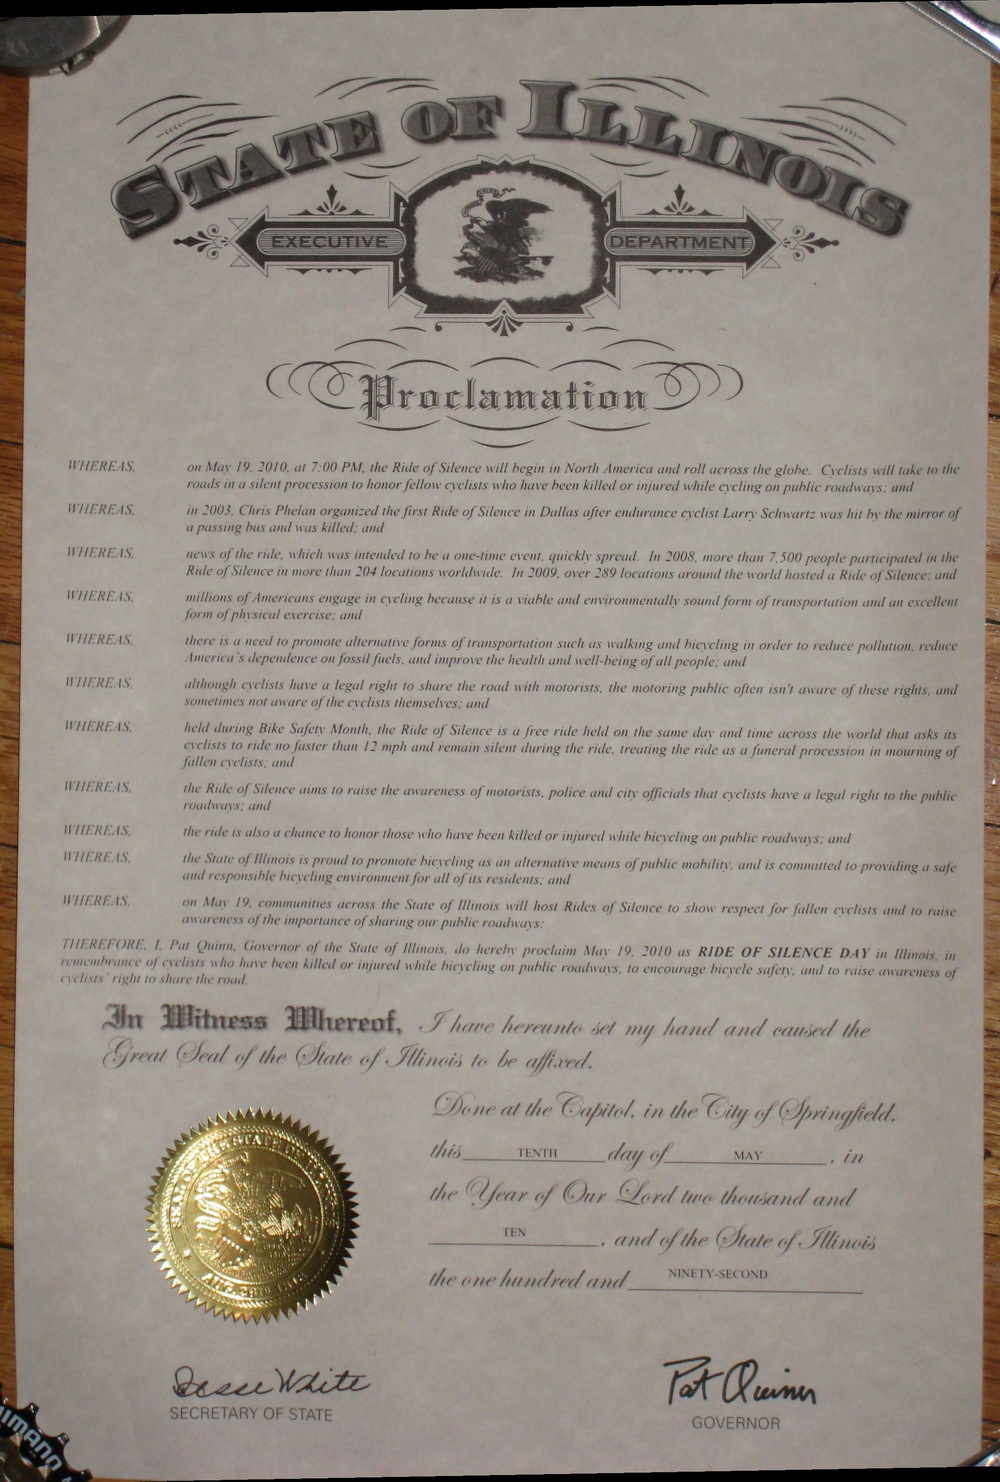 STATE OF ILLINOIS
EXECUTIVE DEPARTMENT
Proclamation
WHEREAS, on May 19, 2010, at 7:00 PM, the Ride of Silence will begin in North America and roll across the globe. Cyclists will take to the
roads in a silent procession to honor fellow cyclists who have been killed or injured while cycling on public roadways; and
WHEREAS, in 2003, Chris Phelan organized the first Ride of Silence in Dallas after endurance cyclist Larry Schwartz was hit by the mirror of
a passing bus and was killed; and
WHEREAS, news of the ride, which was intended to be a one-time event, quickly spread. In 2008, more than 7,500 people participated in the
Ride of Silence in more than 204 locations worldwide. In 2009, over 289 locations around the world hosted a Ride of Silence; and
WHEREAS, millions of Americans engage in cycling because it is a viable and environmentally sound form of transportation and an excellent
form of physical exercise; and
WHEREAS, there is a need to promote alternative forms of transportation such as walking and bicycling in order to reduce pollution, reduce
America's dependence on fossil fuels, and improve the health and well-being of all people; and
WHEREAS, although cyclists have a legal right to share the road with motorists, the motoring public often isn't aware of these rights, and
sometimes not aware of the cyclists themselves; and
WHEREAS, held during Bike Safety Month, the Ride of Silence is a free ride held on the same day and time across the world that asks its
cyclists to ride no faster than 12 mph and remain silent during the ride, treating the ride as a funeral procession in mourning of
fallen cyclists; and
WHEREAS, the Ride of Silence aims to raise the awareness of motorists, police and city officials that cyclists have a legal right to the public
roadways; and
WHEREAS, the ride is also a chance to honor those who have been killed or injured while bicycling on public roadways; and
WHEREAS, the State of Illinois is proud to promote bicycling as an alternative means of public mobility, and is committed to providing a safe
and responsible bicycling environment for all of its residents; and
WHEREAS, on May 19, communities across the State of Illinois will host Rides of Silence to show respect for fallen cyclists and to raise
awareness of the importance of sharing our public roadways:
THEREFORE, I, Pat Quinn, Governor of the State of Illinois, do hereby proclaim May 19, 2010 as RIDE OF SILENCE DAY in Illinois, in
remembrance of cyclists who have been killed or injured while bicycling on public roadways, to encourage bicycle safety, and to raise awareness of
cyclists' right to share the road.
In Witness Whereof, I have hereunto set my hand and caused the
Great Seal of the State of Illinois to be affixed.
Done at the Capitol, in the City of Springfield,
this TENTH day of MAY, in
the Year of Our Lord two thousand and
TEN, and of the State of Illinois
the one hundred and NINETY-SECOND
SEAL OF THE STATE OF ILLINOIS
AUG. 26TH 1818
Jesse White
SECRETARY OF STATE
Pat Quinn
GOVERNOR
SHIMANO